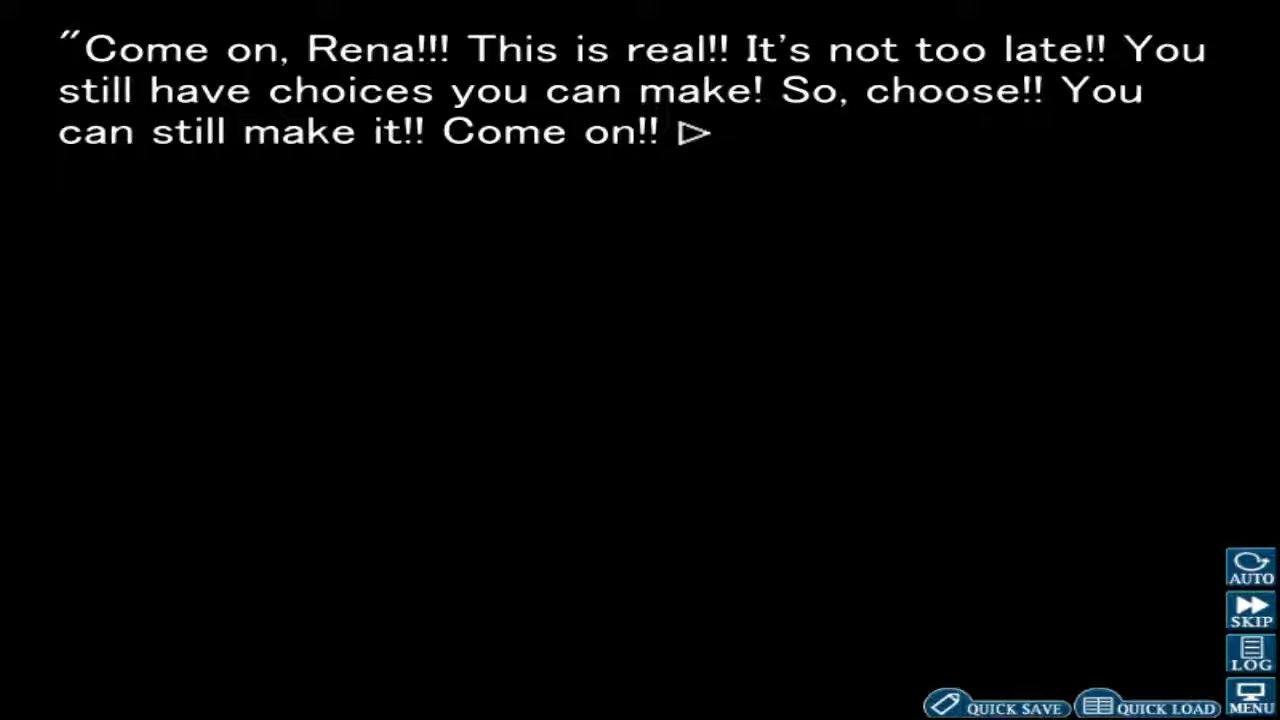 "Come on, Rena!!! This is real!! It's not too late!! You
still have choices you can make! So, choose!! You
can still make it!! Come on!!
AUTO
SKIP
LOG
MENU
QUICK SAVE
QUICK LOAD